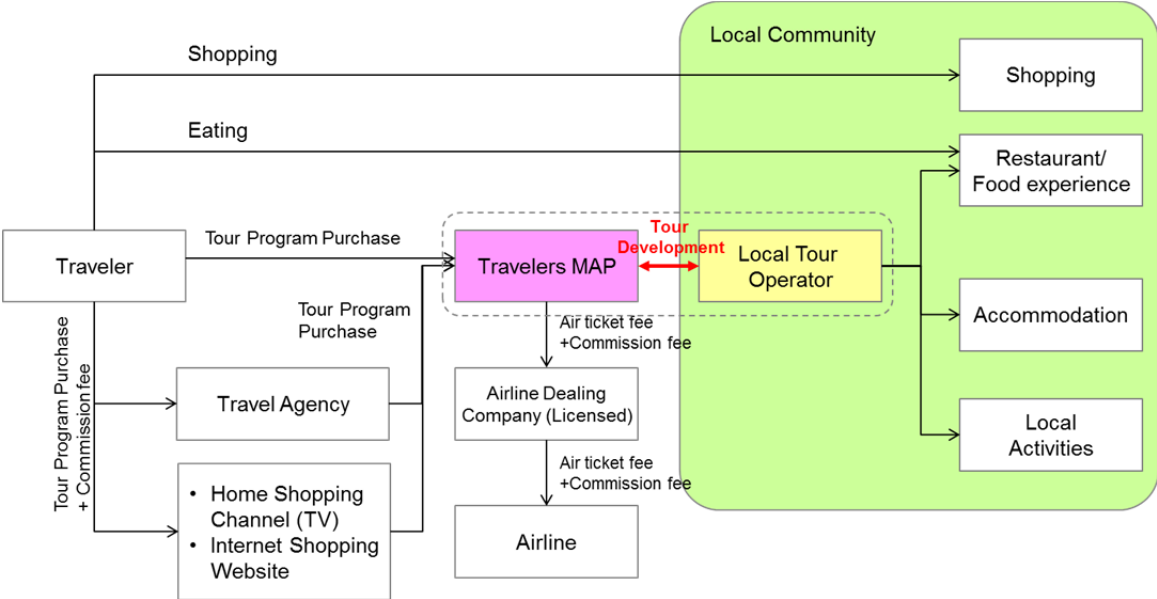 Local Community
Shopping
Shopping
Eating
Restaurant/
Food experience
Tour Program Purchase
Tour
Development
Traveler
Travelers MAP
Local Tour
Operator
Tour Program
Purchase
Air ticket fee
+Commission fee
Accommodation
Tour Program Purchase
+ Commission fee
Travel Agency
Airline Dealing
Company (Licensed)
Local
Activities
Air ticket fee
+Commission fee
• Home Shopping
Channel (TV)
• Internet Shopping
Website
Airline